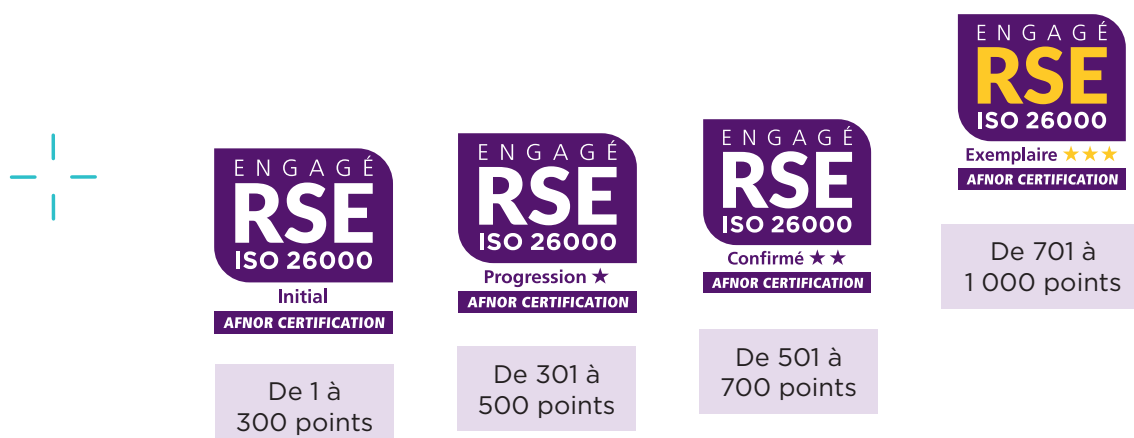 ENGAGÉ
RSE
ISO 26000
Initial
AFNOR CERTIFICATION
De 1 à
300 points
ENGAGÉ
RSE
ISO 26000
Progression ★
AFNOR CERTIFICATION
De 301 à
500 points
ENGAGÉ
RSE
ISO 26000
Confirmé ★ ★
AFNOR CERTIFICATION
De 501 à
700 points
ENGAGÉ
RSE
ISO 26000
Exemplaire ★ ★ ★
AFNOR CERTIFICATION
De 701 à
1 000 points